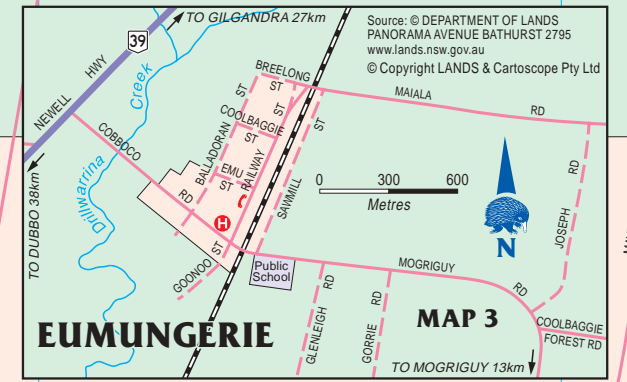 TO GILGANDRA 27km
Source: © DEPARTMENT OF LANDS
PANORAMA AVENUE BATHURST 2795
www.lands.nsw.gov.au
© Copyright LANDS & Cartoscope Pty Ltd
39
NEWELL HWY
Drilliwarrina Creek
BREELONG ST
MAIALA RD
COOLBAGGIE ST
COBBOCO RD
BALLADORAN ST
EMU ST
RAILWAY ST
SAWMILL ST
0 300 600
Metres
N
JOSEPH RD
H
TO DUBBO 38km
GOONOO ST
Public
School
MOGRIGUY RD
GLENLEIGH RD
GORRIE RD
MAP 3
COOLBAGGIE
FOREST RD
EUMUNGERIE
TO MOGRIGUY 13km